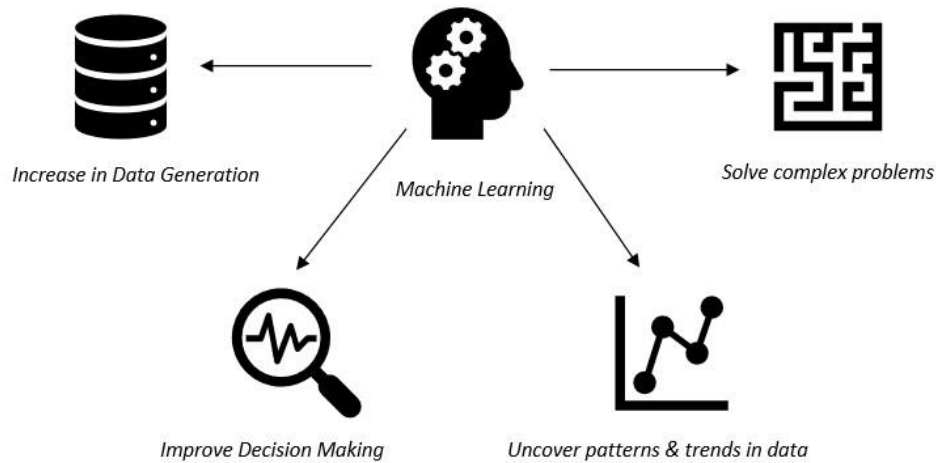 Increase in Data Generation
Machine Learning
Solve complex problems
Improve Decision Making
Uncover patterns & trends in data